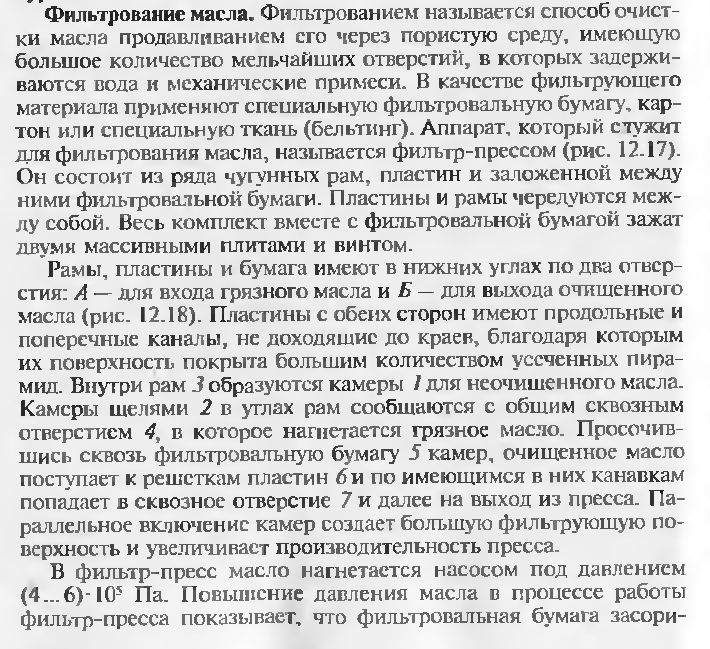 Фильтрование масла. Фильтрованием называется способ очист-
ки масла продавливанием его через пористую среду, имеющую
большое количество мельчайших отверстий, в которых задержи-
ваются вода и механические примеси. В качестве фильтрующего
материала применяют специальную фильтровальную бумагу, кар-
тон или специальную ткань (бельтинг). Аппарат, который служит
для фильтрования масла, называется фильтр-прессом (рис. 12.17).
Он состоит из ряда чугунных рам, пластин и заложенной между
ними фильтровальной бумаги. Пластины и рамы чередуются меж-
ду собой. Весь комплект вместе с фильтровальной бумагой зажат
двумя массивными плитами и винтом.
Рамы, пластины и бумага имеют в нижних углах по два отвер-
стия: А — для входа грязного масла и Б — для выхода очищенного
масла (рис. 12.18). Пластины с обеих сторон имеют продольные и
поперечные каналы, не доходящие до краев, благодаря которым
их поверхность покрыта большим количеством усеченных пира-
мид. Внутри рам 3 образуются камеры 1 для неочищенного масла.
Камеры щелями 2 в углах рам сообщаются с общим сквозным
отверстием 4, в которое нагнетается грязное масло. Просочив-
шись сквозь фильтровальную бумагу 5 камер, очищенное масло
поступает к решеткам пластин 6 и по имеющимся в них канавкам
попадает в сквозное отверстие 7 и далее на выход из пресса. Па-
раллельное включение камер создает большую фильтрующую по-
верхность и увеличивает производительность пресса.
В фильтр-пресс масло нагнетается насосом под давлением
(4...6)·10⁵ Па. Повышение давления масла в процессе работы
фильтр-пресса показывает, что фильтровальная бумага засори-